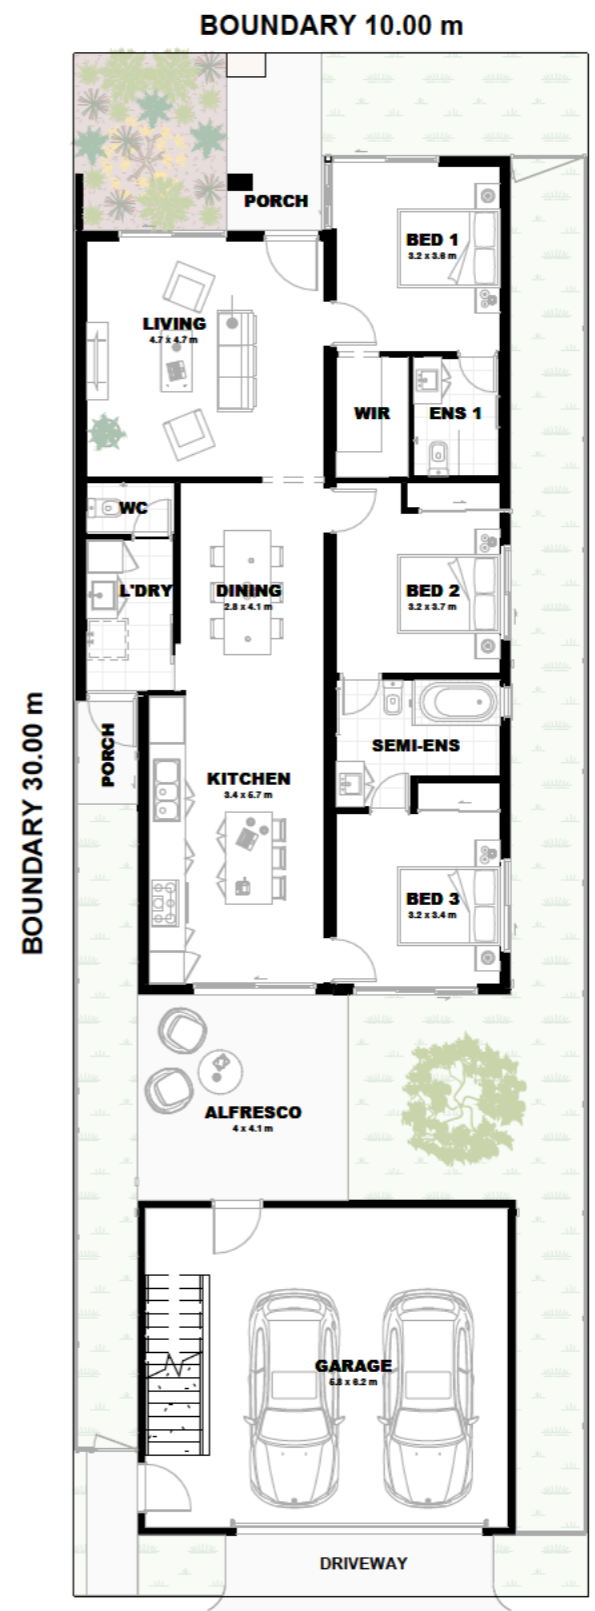 BOUNDARY 10.00 m
PORCH
BED 1
3.2 x 3.6 m
LIVING
4.7 x 4.7 m
WIR
ENS 1
WC
L'DRY
DINING
2.8 x 4.1 m
BED 2
3.2 x 3.7 m
BOUNDARY 30.00 m
PORCH
SEMI-ENS
KITCHEN
3.4 x 5.7 m
BED 3
3.2 x 3.4 m
ALFRESCO
4 x 4.1 m
GARAGE
5.8 x 6.2 m
DRIVEWAY